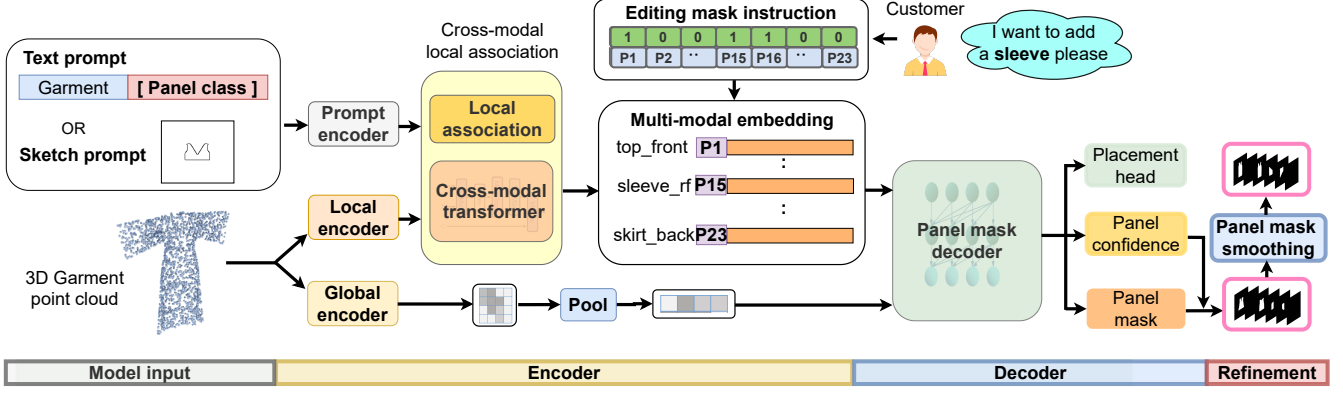 Text prompt
Garment [ Panel class ]
OR
Sketch prompt
3D Garment
point cloud
Prompt
encoder
Local
encoder
Global
encoder
Cross-modal
local association
Local
association
Cross-modal
transformer
Pool
Editing mask instruction
1 0 0 1 1 0 0
P1 P2 .. P15 P16 .. P23
Customer
I want to add
a sleeve please
Multi-modal embedding
top_front P1
:
sleeve_rf P15
:
skirt_back P23
Panel mask
decoder
Placement
head
Panel
confidence
Panel
mask
Panel mask
smoothing
Model input
Encoder
Decoder
Refinement